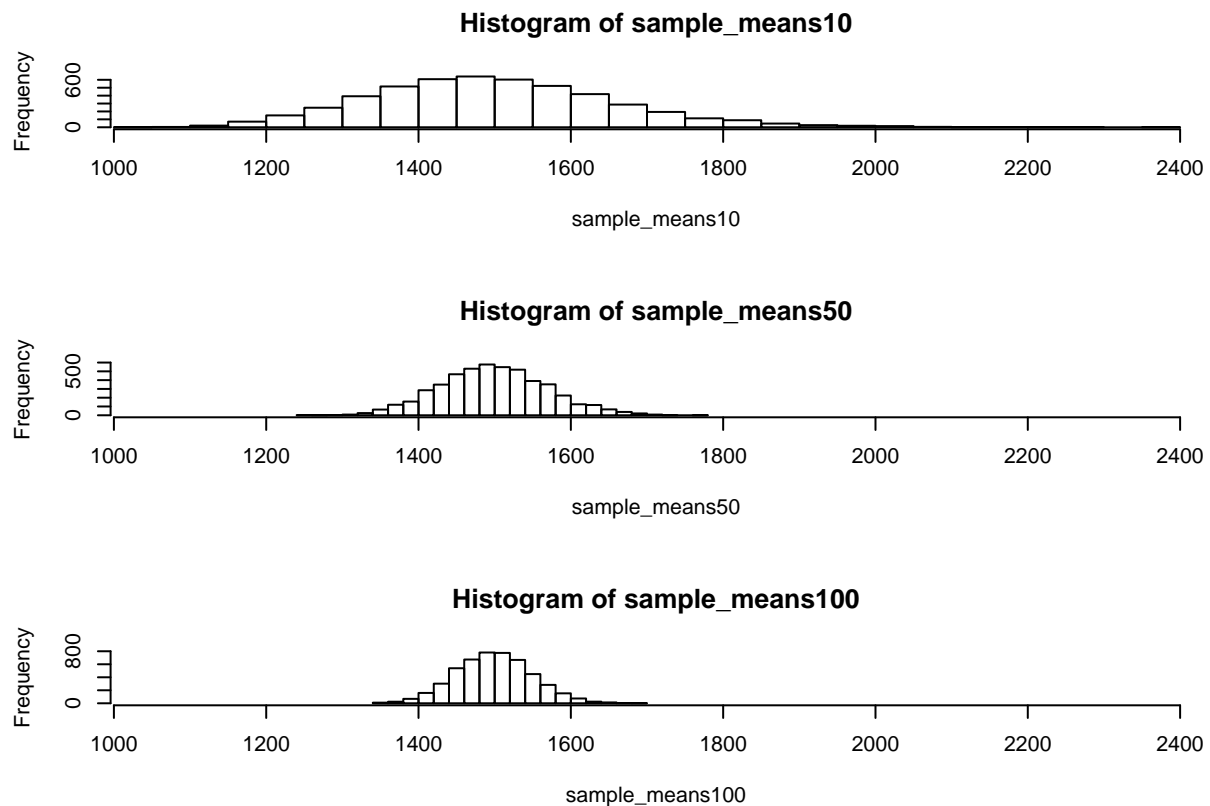 Histogram of sample_means10
Frequency
600
0
1000 1200 1400 1600 1800 2000 2200 2400
sample_means10
Histogram of sample_means50
Frequency
500
0
1000 1200 1400 1600 1800 2000 2200 2400
sample_means50
Histogram of sample_means100
Frequency
800
0
1000 1200 1400 1600 1800 2000 2200 2400
sample_means100